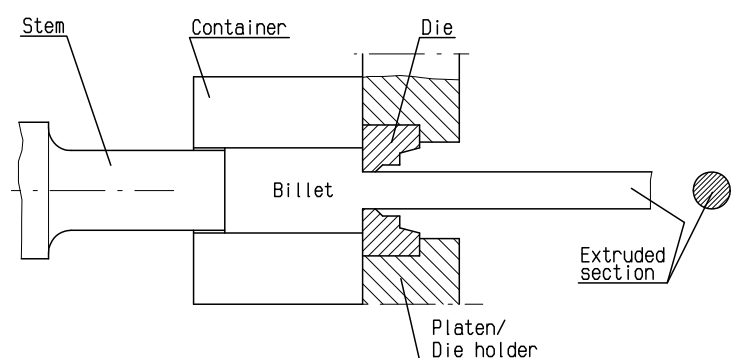 Stem
Container
Die
Billet
Extruded
section
Platen/
Die holder